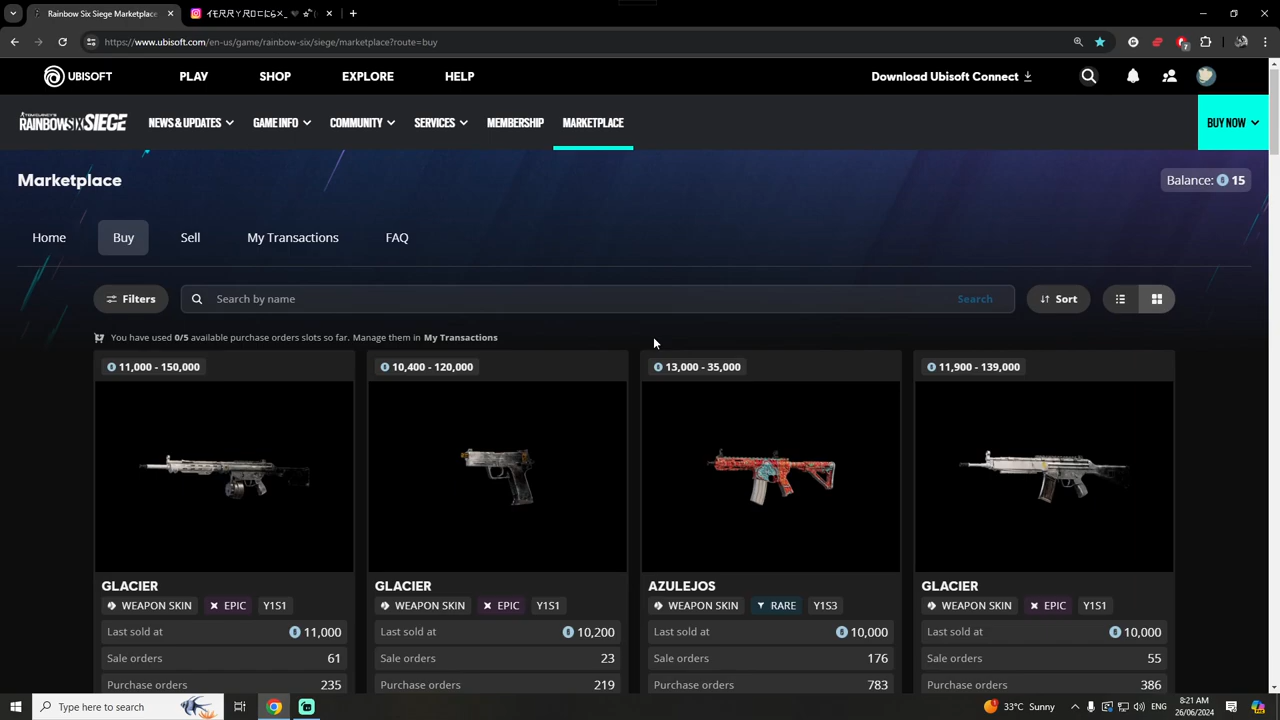 Rainbow Six Siege Marketplace
https://www.ubisoft.com/en-us/game/rainbow-six/siege/marketplace?route=buy
UBISOFT PLAY SHOP EXPLORE HELP Download Ubisoft Connect
TOM CLANCY'S
RAINBOW SIX SIEGE NEWS & UPDATES GAME INFO COMMUNITY SERVICES MEMBERSHIP MARKETPLACE BUY NOW
Marketplace Balance: 15
Home Buy Sell My Transactions FAQ
Filters Search by name Search Sort
You have used 0/5 available purchase orders slots so far. Manage them in My Transactions
11,000 - 150,000 10,400 - 120,000 13,000 - 35,000 11,900 - 139,000
GLACIER GLACIER AZULEJOS GLACIER
WEAPON SKIN EPIC Y1S1 WEAPON SKIN EPIC Y1S1 WEAPON SKIN RARE Y1S3 WEAPON SKIN EPIC Y1S1
Last sold at 11,000 Last sold at 10,200 Last sold at 10,000 Last sold at 10,000
Sale orders 61 Sale orders 23 Sale orders 176 Sale orders 55
Purchase orders 235 Purchase orders 219 Purchase orders 783 Purchase orders 386
Type here to search 33°C Sunny ENG 8:21 AM
26/06/2024